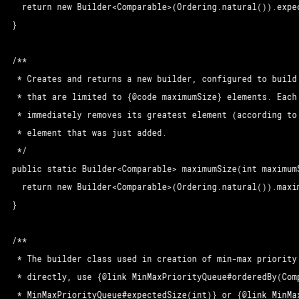 return new Builder<Comparable>(Ordering.natural()).expec
}
/**
* Creates and returns a new builder, configured to build
* that are limited to {@code maximumSize} elements. Each
* immediately removes its greatest element (according to
* element that was just added.
*/
public static Builder<Comparable> maximumSize(int maximumS
return new Builder<Comparable>(Ordering.natural()).maxim
}
/**
* The builder class used in creation of min-max priority
* directly, use {@link MinMaxPriorityQueue#orderedBy(Comp
* MinMaxPriorityQueue#expectedSize(int)} or {@link MinMa